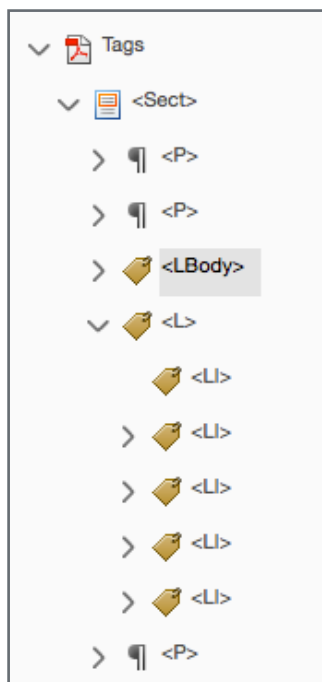 Tags
<Sect>
<P>
<P>
<LBody>
<L>
<LI>
<LI>
<LI>
<LI>
<LI>
<P>